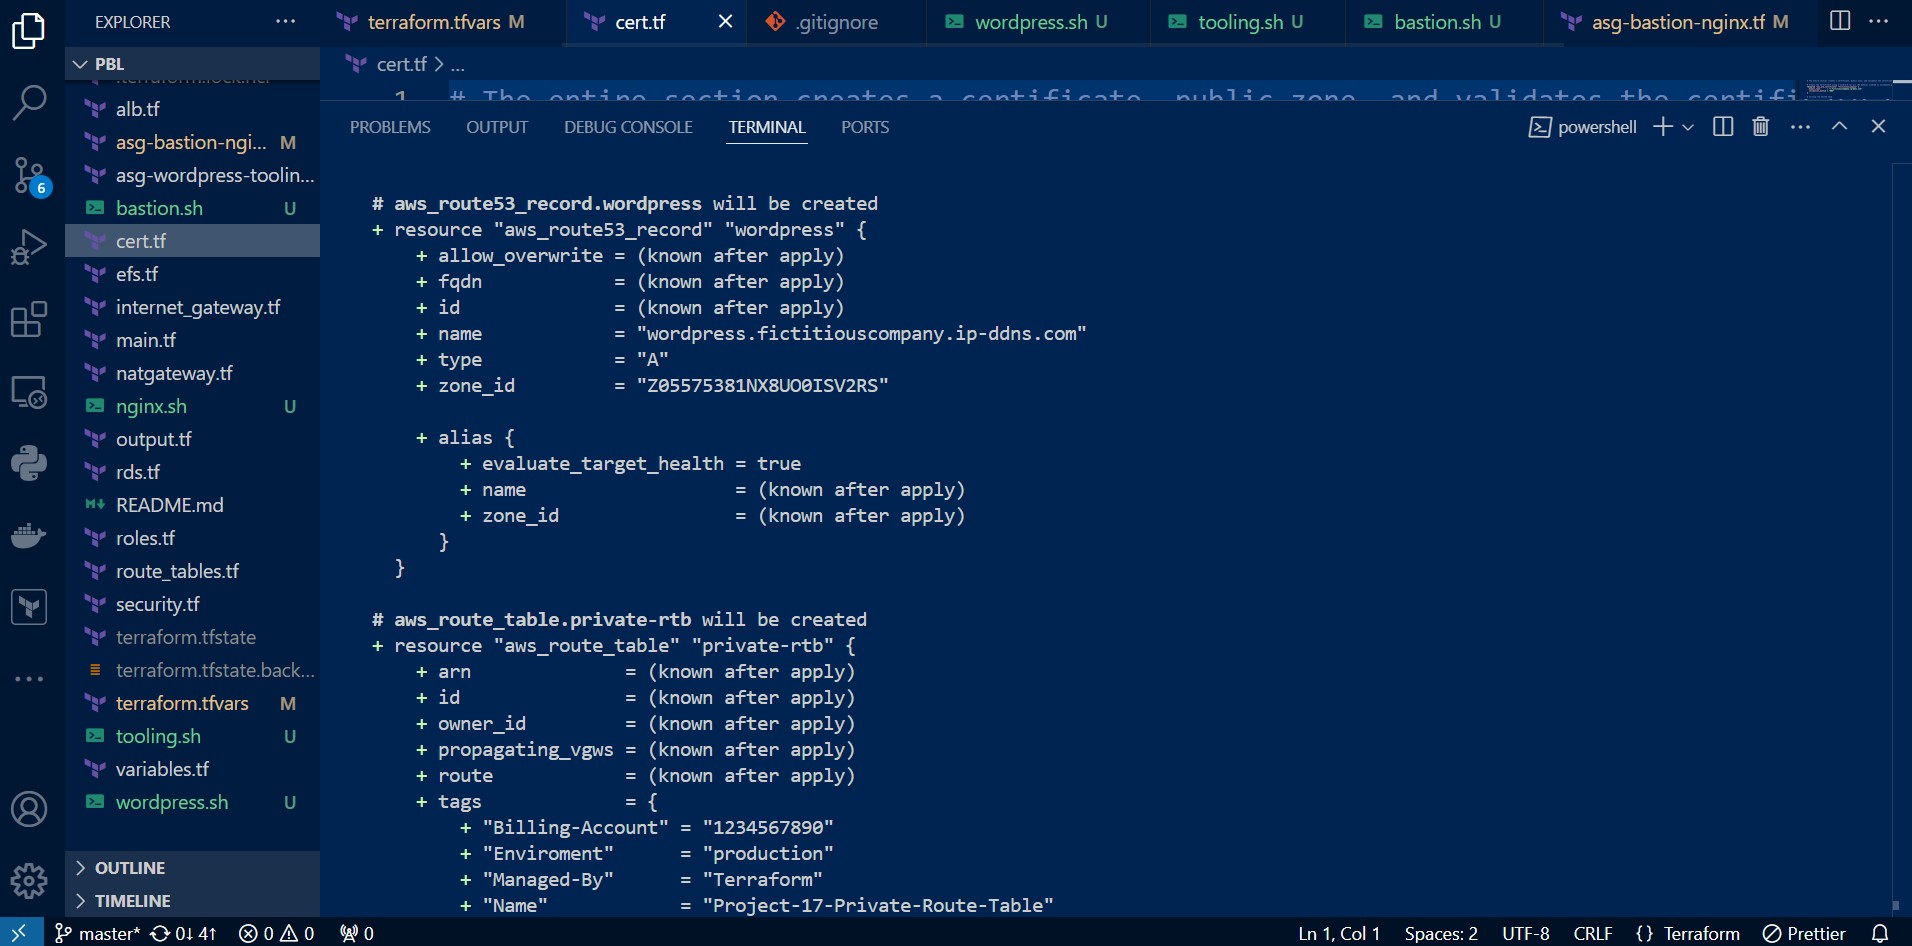 EXPLORER
PBL
.terraform.lock.hcl
alb.tf
asg-bastion-ngi... M
asg-wordpress-toolin...
bastion.sh U
cert.tf
efs.tf
internet_gateway.tf
main.tf
natgateway.tf
nginx.sh U
output.tf
rds.tf
README.md
roles.tf
route_tables.tf
security.tf
terraform.tfstate
terraform.tfstate.back...
terraform.tfvars M
tooling.sh U
variables.tf
wordpress.sh U
OUTLINE
TIMELINE
6
terraform.tfvars M
cert.tf
.gitignore
wordpress.sh U
tooling.sh U
bastion.sh U
asg-bastion-nginx.tf M
cert.tf > ...
1 # The entire section creates a certificate, public zone, and validates the certifi
PROBLEMS OUTPUT DEBUG CONSOLE TERMINAL PORTS
powershell
# aws_route53_record.wordpress will be created
+ resource "aws_route53_record" "wordpress" {
+ allow_overwrite = (known after apply)
+ fqdn = (known after apply)
+ id = (known after apply)
+ name = "wordpress.fictitiouscompany.ip-ddns.com"
+ type = "A"
+ zone_id = "Z05575381NX8UO0ISV2RS"
+ alias {
+ evaluate_target_health = true
+ name = (known after apply)
+ zone_id = (known after apply)
}
}
# aws_route_table.private-rtb will be created
+ resource "aws_route_table" "private-rtb" {
+ arn = (known after apply)
+ id = (known after apply)
+ owner_id = (known after apply)
+ propagating_vgws = (known after apply)
+ route = (known after apply)
+ tags = {
+ "Billing-Account" = "1234567890"
+ "Enviroment" = "production"
+ "Managed-By" = "Terraform"
+ "Name" = "Project-17-Private-Route-Table"
master* 0↓ 4↑ 0 0 0
Ln 1, Col 1 Spaces: 2 UTF-8 CRLF {} Terraform Prettier